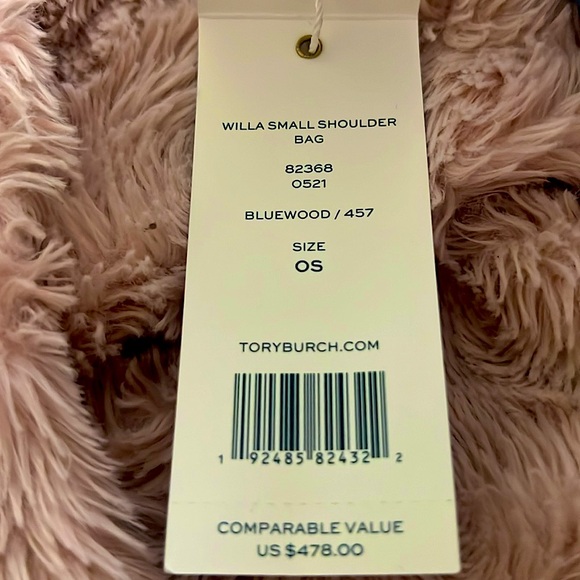 WILLA SMALL SHOULDER
BAG
82368
0521
BLUEWOOD / 457
SIZE
OS
TORYBURCH.COM
1 92485 82432 2
COMPARABLE VALUE
US $478.00